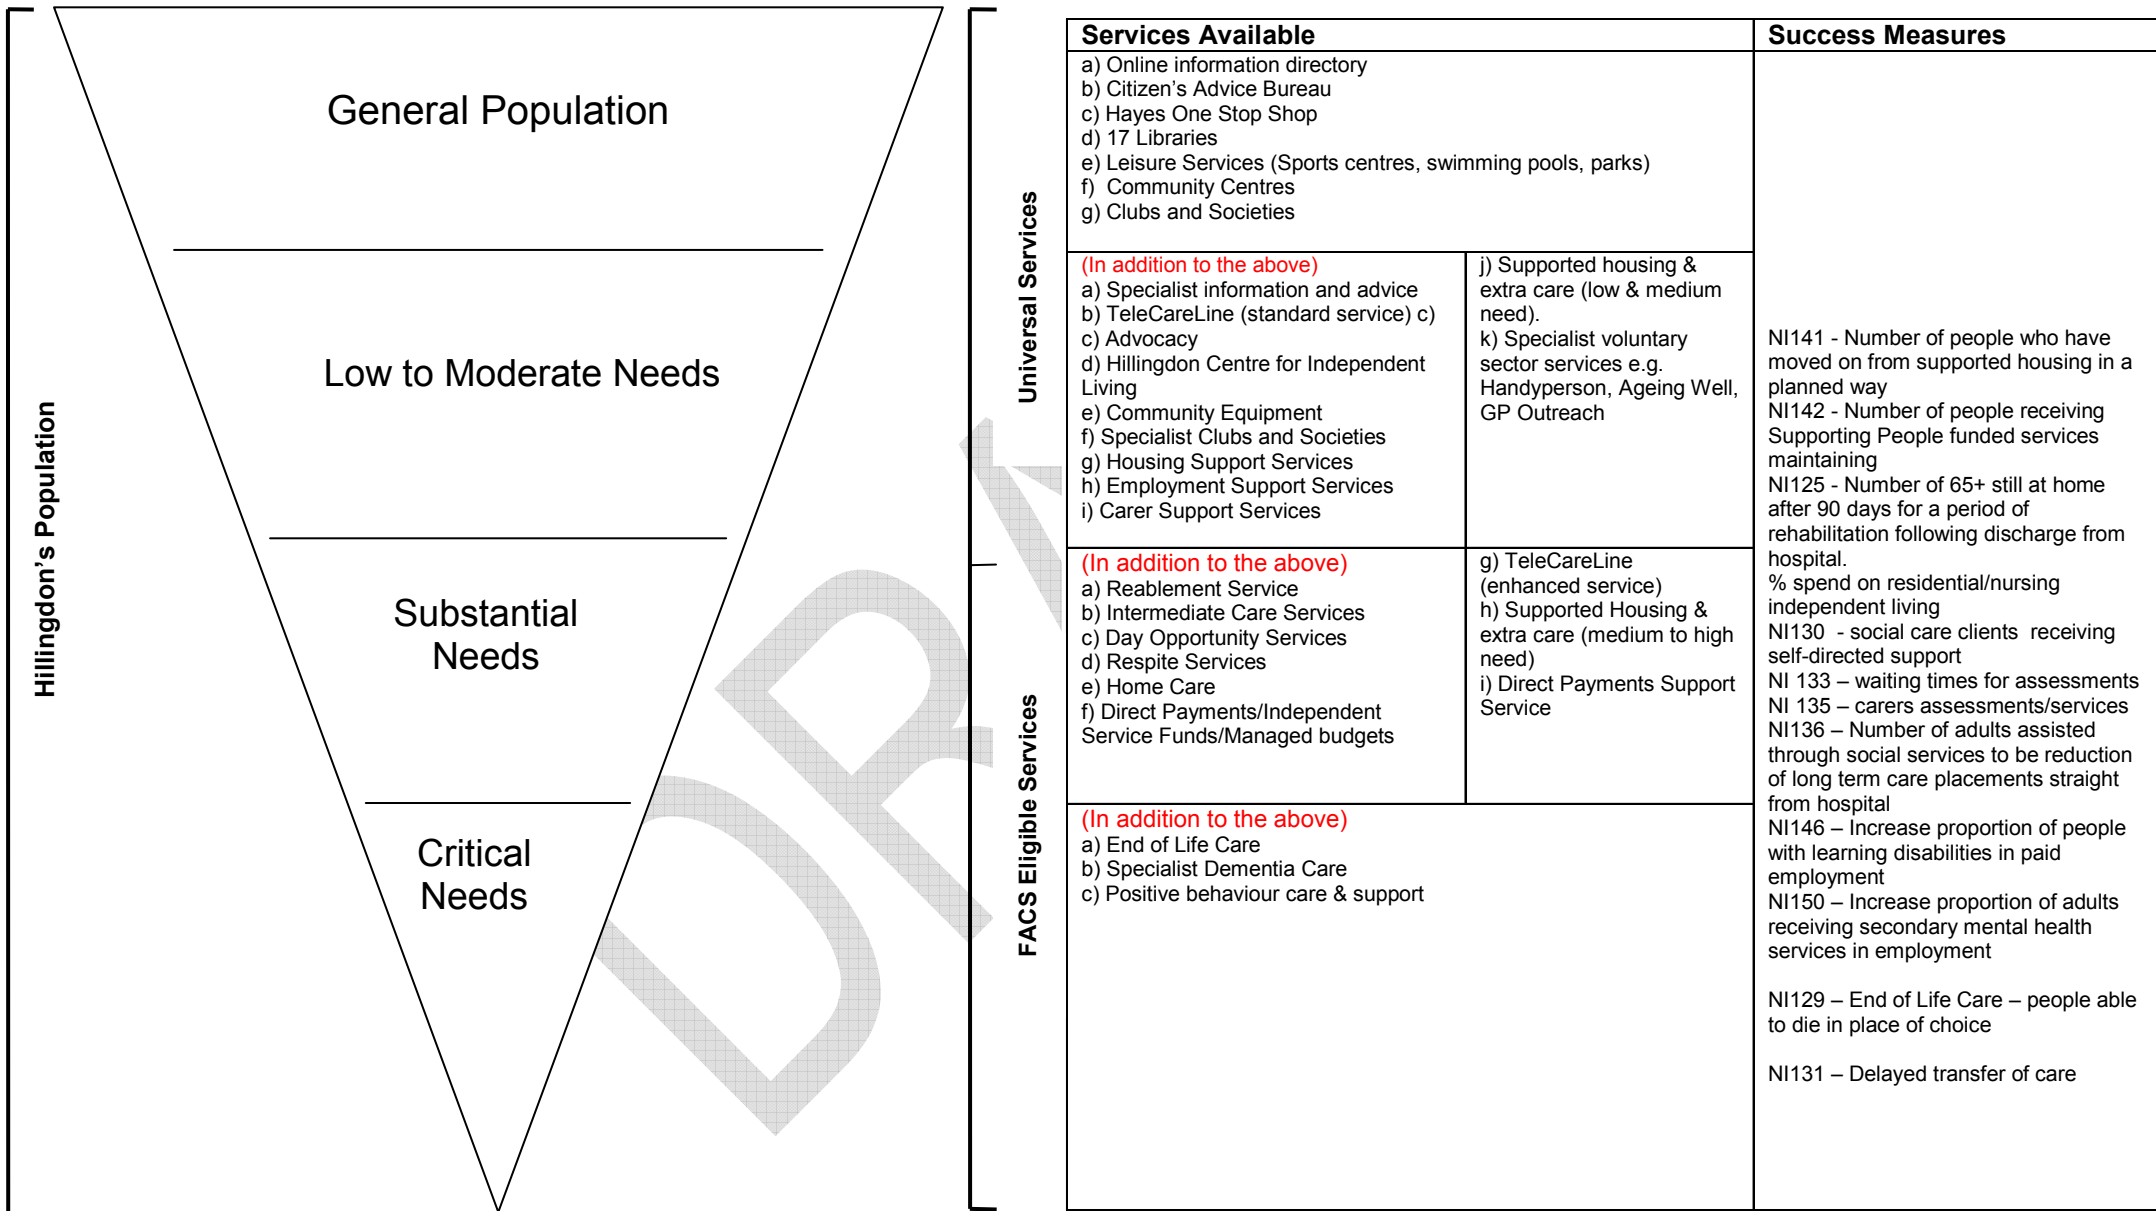 Hillingdon's Population
General Population
Low to Moderate Needs
Substantial
Needs
Critical
Needs
Universal Services
FACS Eligible Services
Services Available
Success Measures
a) Online information directory
b) Citizen's Advice Bureau
c) Hayes One Stop Shop
d) 17 Libraries
e) Leisure Services (Sports centres, swimming pools, parks)
f) Community Centres
g) Clubs and Societies
(In addition to the above)
a) Specialist information and advice
b) TeleCareLine (standard service) c)
c) Advocacy
d) Hillingdon Centre for Independent
Living
e) Community Equipment
f) Specialist Clubs and Societies
g) Housing Support Services
h) Employment Support Services
i) Carer Support Services
j) Supported housing &
extra care (low & medium
need).
k) Specialist voluntary
sector services e.g.
Handyperson, Ageing Well,
GP Outreach
(In addition to the above)
a) Reablement Service
b) Intermediate Care Services
c) Day Opportunity Services
d) Respite Services
e) Home Care
f) Direct Payments/Independent
Service Funds/Managed budgets
g) TeleCareLine
(enhanced service)
h) Supported Housing &
extra care (medium to high
need)
i) Direct Payments Support
Service
(In addition to the above)
a) End of Life Care
b) Specialist Dementia Care
c) Positive behaviour care & support
NI141 - Number of people who have
moved on from supported housing in a
planned way
NI142 - Number of people receiving
Supporting People funded services
maintaining
NI125 - Number of 65+ still at home
after 90 days for a period of
rehabilitation following discharge from
hospital.
% spend on residential/nursing
independent living
NI130 - social care clients receiving
self-directed support
NI 133 – waiting times for assessments
NI 135 – carers assessments/services
NI136 – Number of adults assisted
through social services to be reduction
of long term care placements straight
from hospital
NI146 – Increase proportion of people
with learning disabilities in paid
employment
NI150 – Increase proportion of adults
receiving secondary mental health
services in employment
NI129 – End of Life Care – people able
to die in place of choice
NI131 – Delayed transfer of care